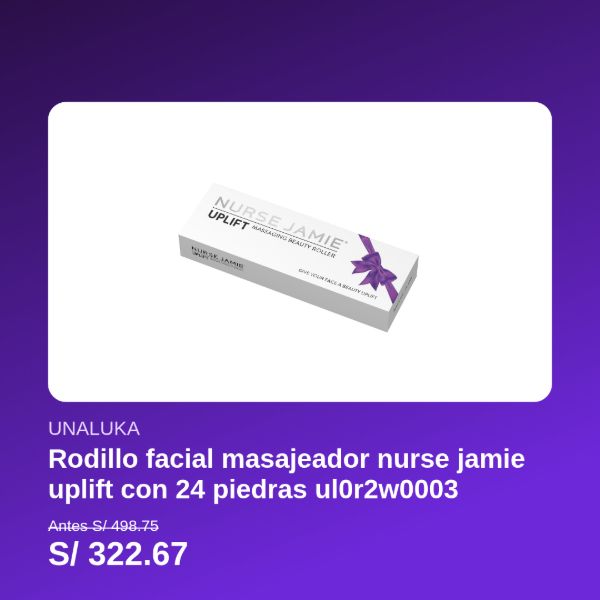 NURSE JAMIE
UPLIFT MASSAGING BEAUTY ROLLER
GIVE YOUR FACE A BEAUTY UPLIFT
NURSE JAMIE
UPLIFT
UNALUKA
Rodillo facial masajeador nurse jamie
uplift con 24 piedras ul0r2w0003
Antes S/ 498.75
S/ 322.67